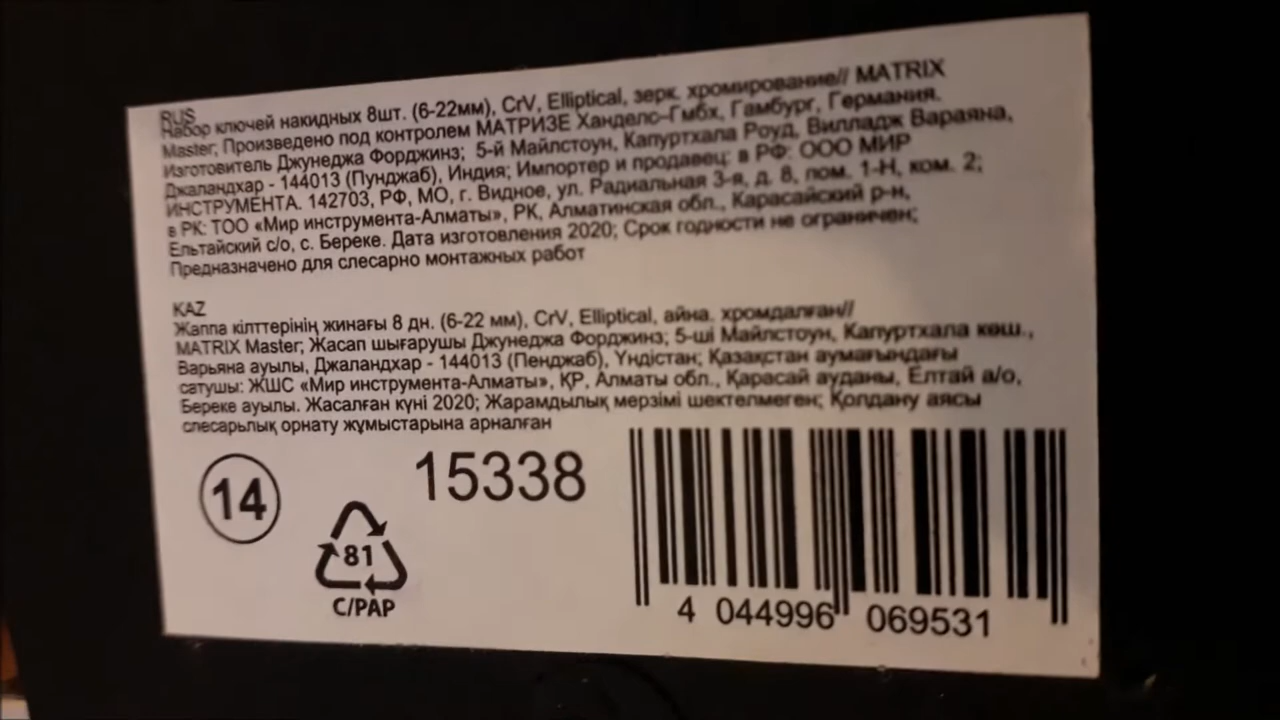 RUS
Набор ключей накидных 8шт. (6-22мм), CrV, Elliptical, зерк. хромирование// MATRIX
Master; Произведено под контролем МАТРИЗЕ Ханделс-Гмбх, Гамбург, Германия.
Изготовитель Джунеджа Форджинз; 5-й Майлстоун, Капуртхала Роуд, Вилладж Вараяна,
Джаландхар - 144013 (Пунджаб), Индия; Импортер и продавец: в РФ: ООО МИР
ИНСТРУМЕНТА. 142703, РФ, МО, г. Видное, ул. Радиальная 3-я, д. 8, пом. 1-Н, ком. 2;
в РК: ТОО «Мир инструмента-Алматы», РК, Алматинская обл., Карасайский р-н,
Ельтайский с/о, с. Береке. Дата изготовления 2020; Срок годности не ограничен;
Предназначено для слесарно монтажных работ
KAZ
Жаппа кілттерінің жинағы 8 дн. (6-22 мм), CrV, Elliptical, айна. хромдалған//
MATRIX Master; Жасап шығарушы Джунеджа Форджинз; 5-ші Майлстоун, Капуртхала көш.,
Варьяна ауылы, Джаландхар - 144013 (Пенджаб), Үндістан; Қазақстан аумағындағы
сатушы: ЖШС «Мир инструмента-Алматы», ҚР, Алматы обл., Қарасай ауданы, Елтай а/о,
Береке ауылы. Жасалған күні 2020; Жарамдылық мерзімі шектелмеген; Қолдану аясы
слесарьлық орнату жұмыстарына арналған
14
81
C/PAP
15338
4 044996 069531